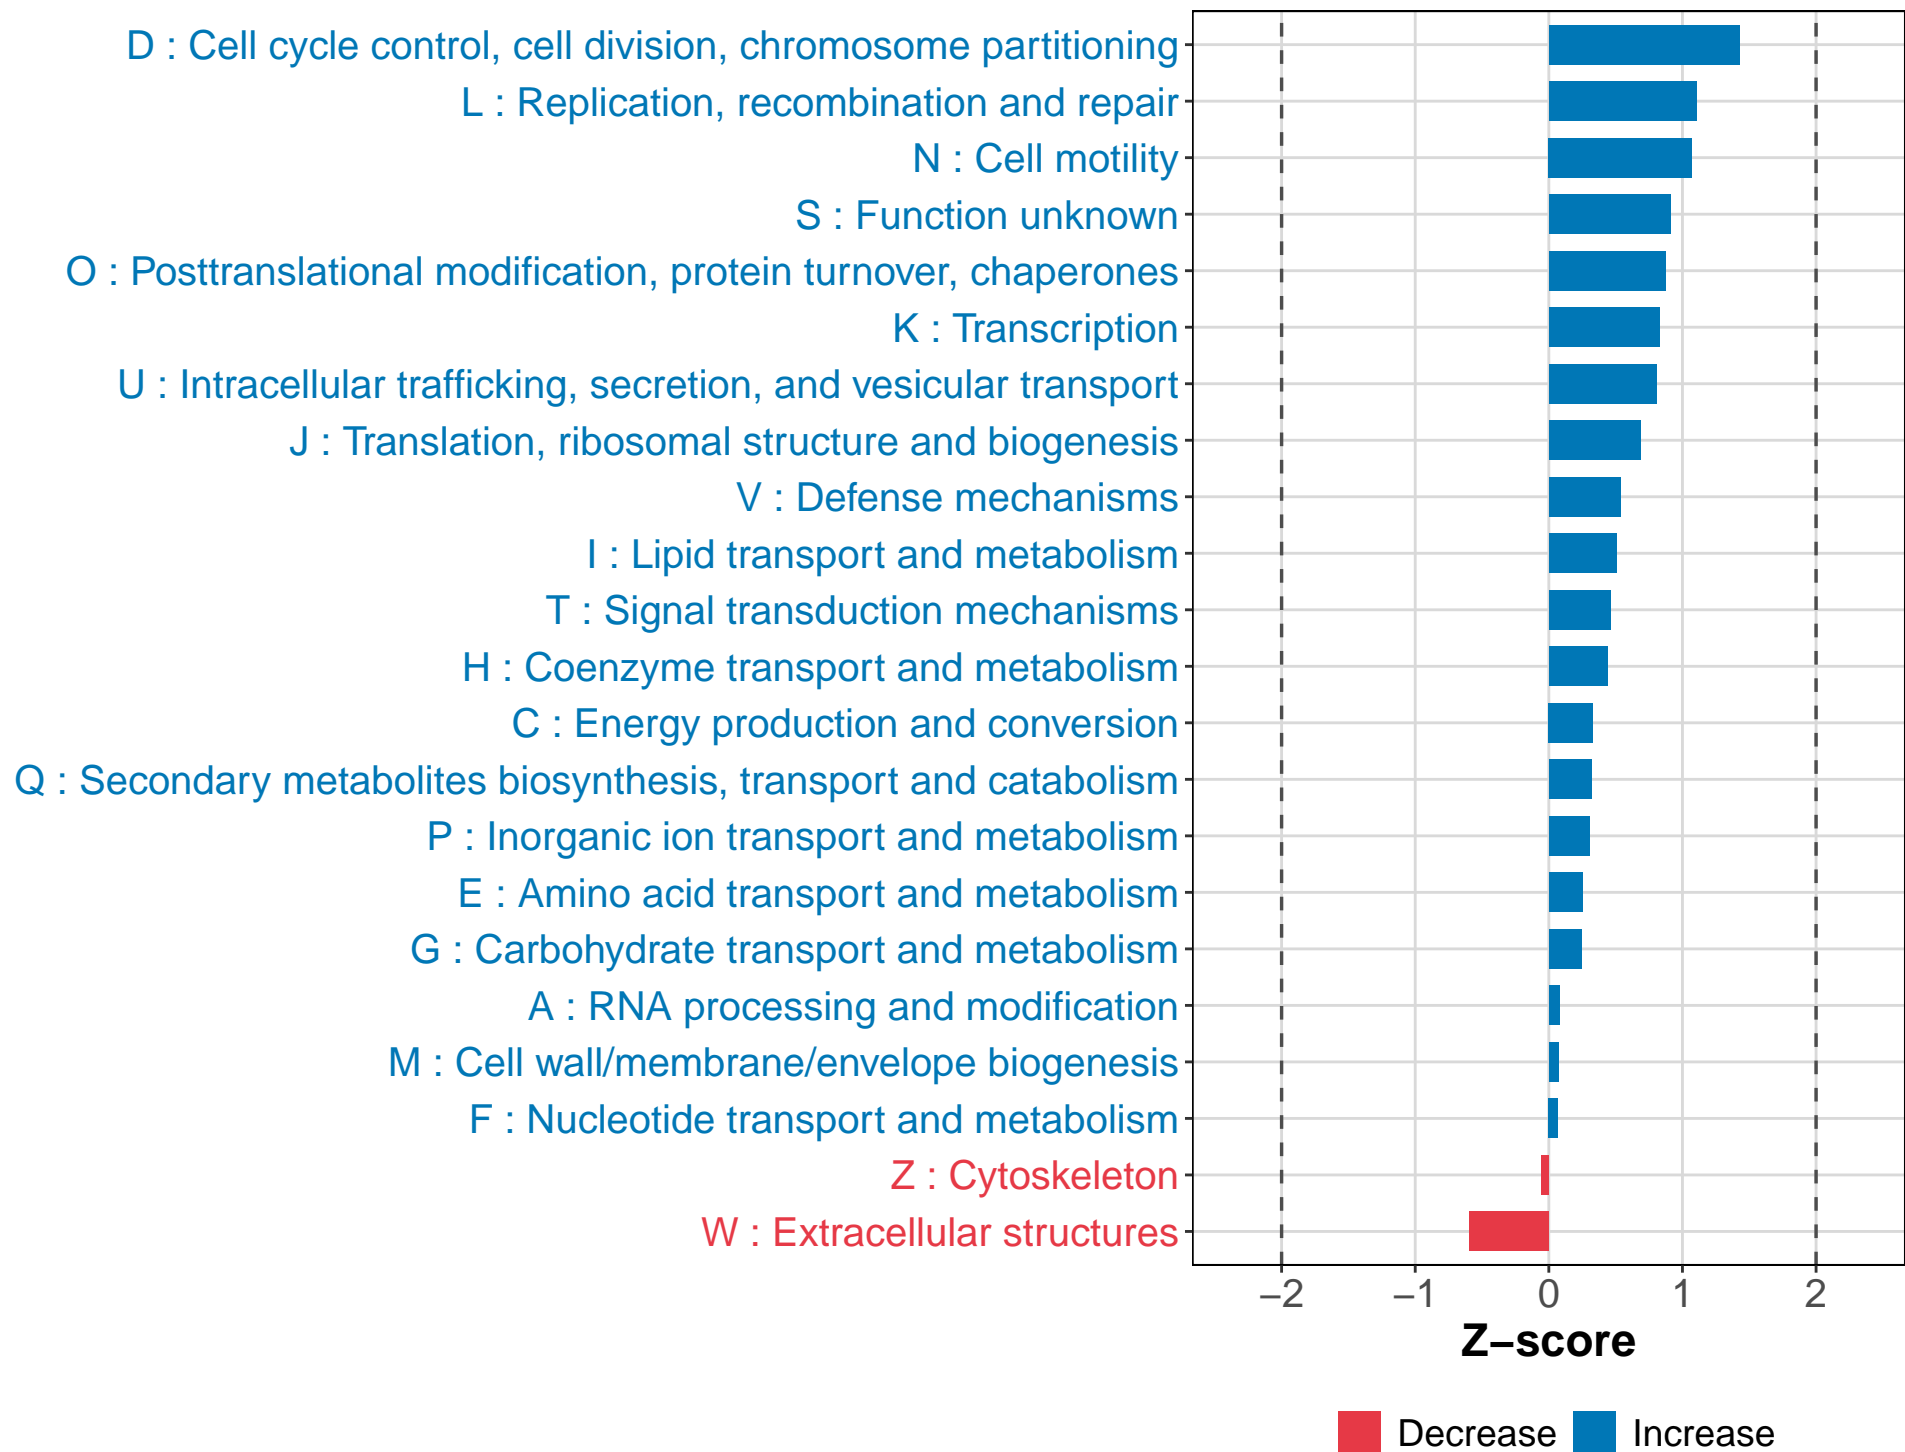 D : Cell cycle control, cell division, chromosome partitioning
L : Replication, recombination and repair
N : Cell motility
S : Function unknown
O : Posttranslational modification, protein turnover, chaperones
K : Transcription
U : Intracellular trafficking, secretion, and vesicular transport
J : Translation, ribosomal structure and biogenesis
V : Defense mechanisms
I : Lipid transport and metabolism
T : Signal transduction mechanisms
H : Coenzyme transport and metabolism
C : Energy production and conversion
Q : Secondary metabolites biosynthesis, transport and catabolism
P : Inorganic ion transport and metabolism
E : Amino acid transport and metabolism
G : Carbohydrate transport and metabolism
A : RNA processing and modification
M : Cell wall/membrane/envelope biogenesis
F : Nucleotide transport and metabolism
Z : Cytoskeleton
W : Extracellular structures
−2 −1 0 1 2
Z−score
Decrease Increase